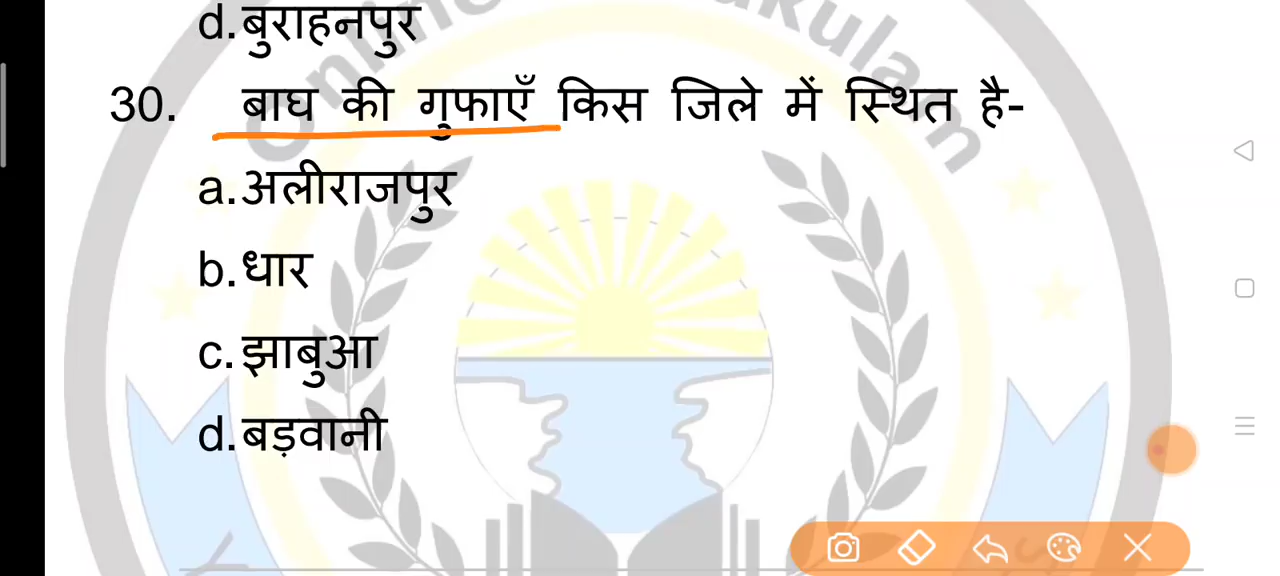 d.बुराहनपुर
30. बाघ की गुफाएँ किस जिले में स्थित है-
a.अलीराजपुर
b.धार
c.झाबुआ
d.बड़वानी